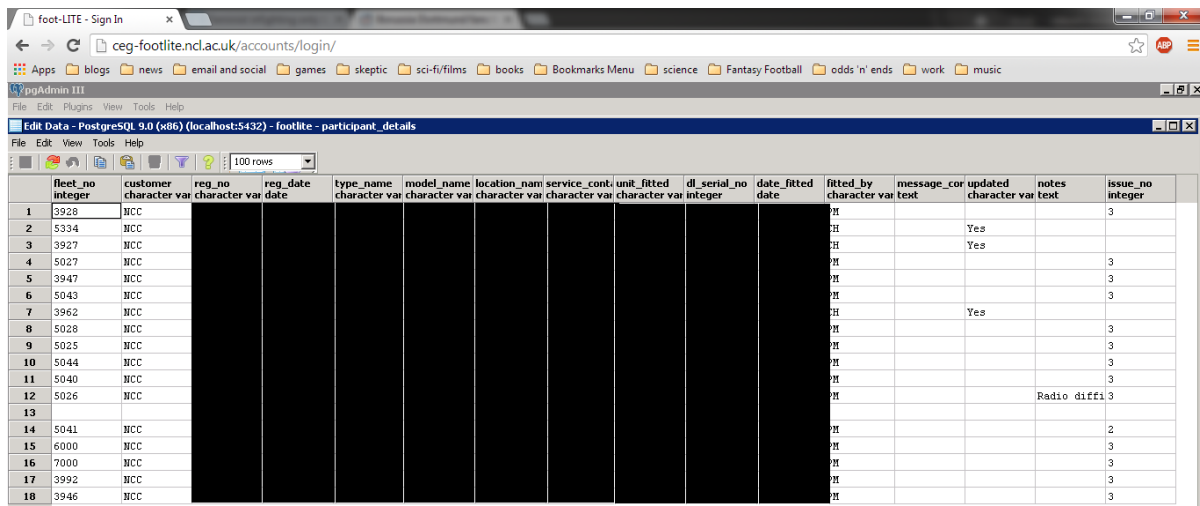 foot-LITE - Sign In
ceg-footlite.ncl.ac.uk/accounts/login/
ABP
Apps blogs news email and social games skeptic sci-fi/films books Bookmarks Menu science Fantasy Football odds 'n' ends work music
pgAdmin III
File Edit Plugins View Tools Help
Edit Data - PostgreSQL 9.0 (x86) (localhost:5432) - footlite - participant_details
File Edit View Tools Help
100 rows
fleet_no customer reg_no reg_date type_name model_name location_nam service_cont unit_fitted dl_serial_no date_fitted fitted_by message_cor updated notes issue_no
integer character var character var date character var character var character var character var character var integer date character var text character var text integer
1 3928 NCC PM 3
2 5334 NCC CH Yes
3 3927 NCC CH Yes
4 5027 NCC PM 3
5 3947 NCC PM 3
6 5043 NCC PM 3
7 3962 NCC CH Yes
8 5028 NCC PM 3
9 5025 NCC PM 3
10 5044 NCC PM 3
11 5040 NCC PM 3
12 5026 NCC PM Radio diffi 3
13
14 5041 NCC PM 2
15 6000 NCC PM 3
16 7000 NCC PM 3
17 3992 NCC PM 3
18 3946 NCC PM 3